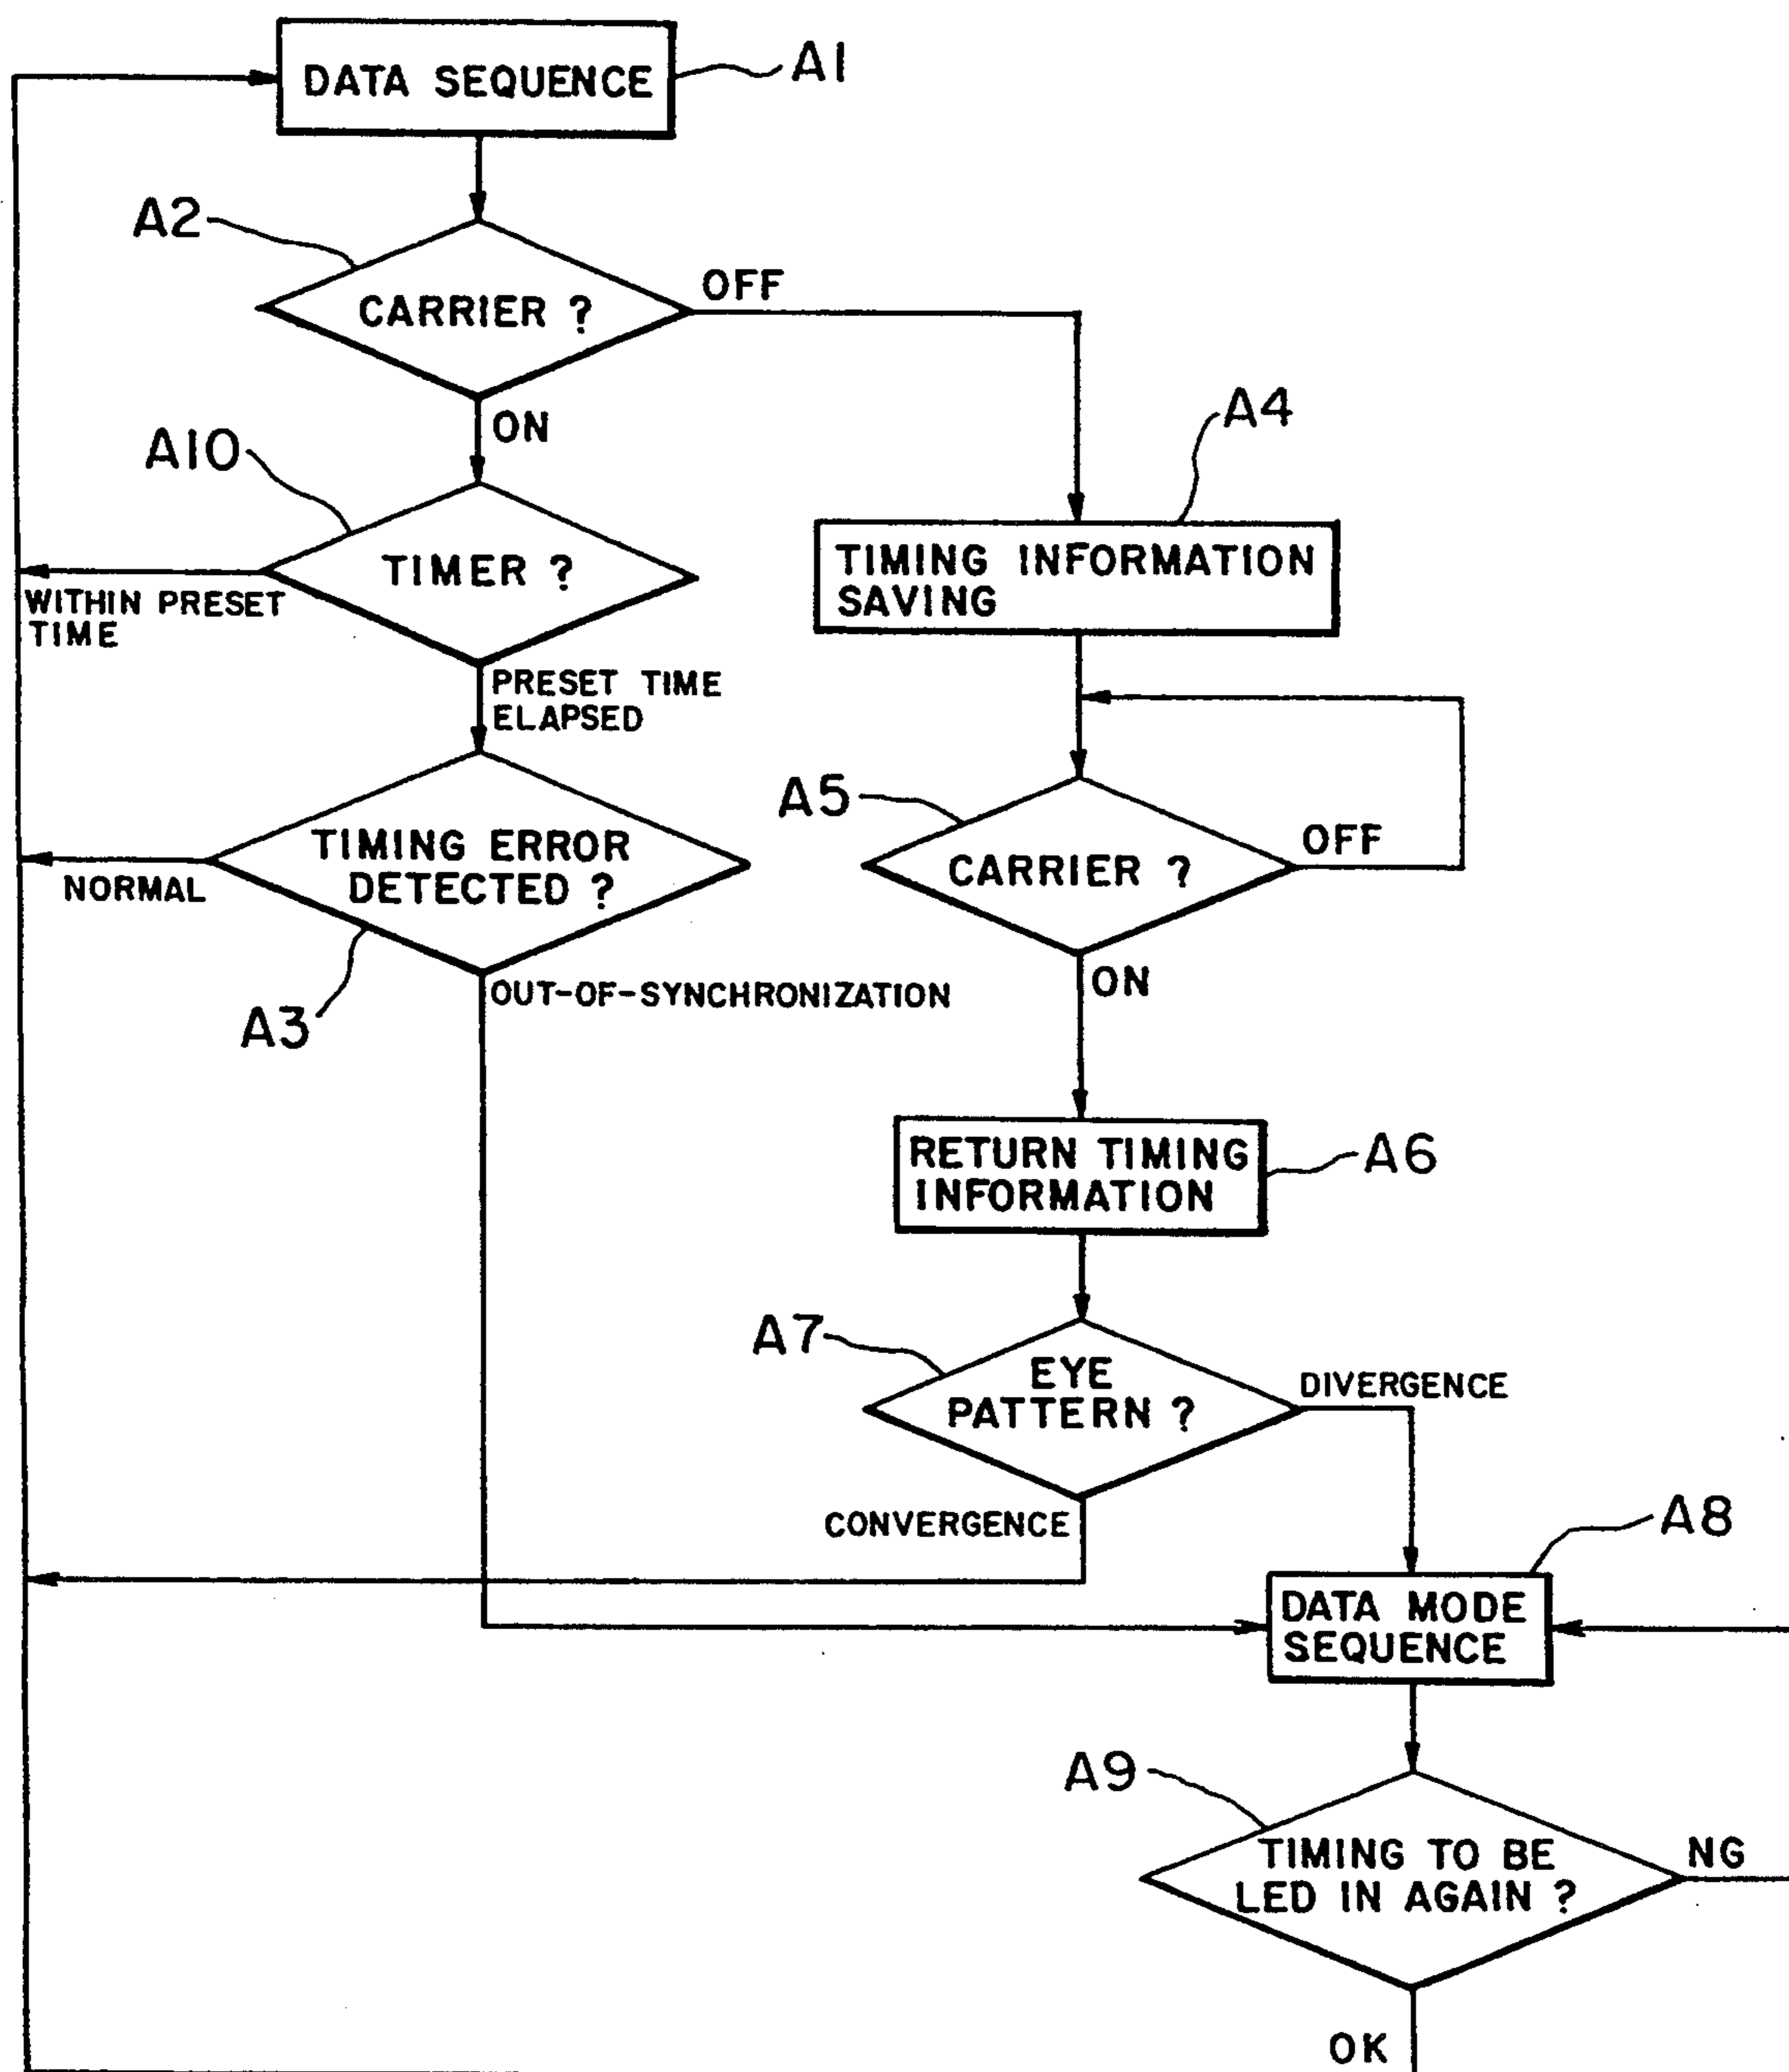 DATA SEQUENCE
A1
A2
CARRIER ?
OFF
ON
A10
A4
TIMER ?
TIMING INFORMATION
SAVING
WITHIN PRESET
TIME
PRESET TIME
ELAPSED
A5
TIMING ERROR
DETECTED ?
CARRIER ?
OFF
NORMAL
OUT-OF-SYNCHRONIZATION
ON
A3
RETURN TIMING
INFORMATION
A6
A7
EYE
PATTERN ?
DIVERGENCE
CONVERGENCE
A8
DATA MODE
SEQUENCE
A9
TIMING TO BE
LED IN AGAIN ?
NG
OK